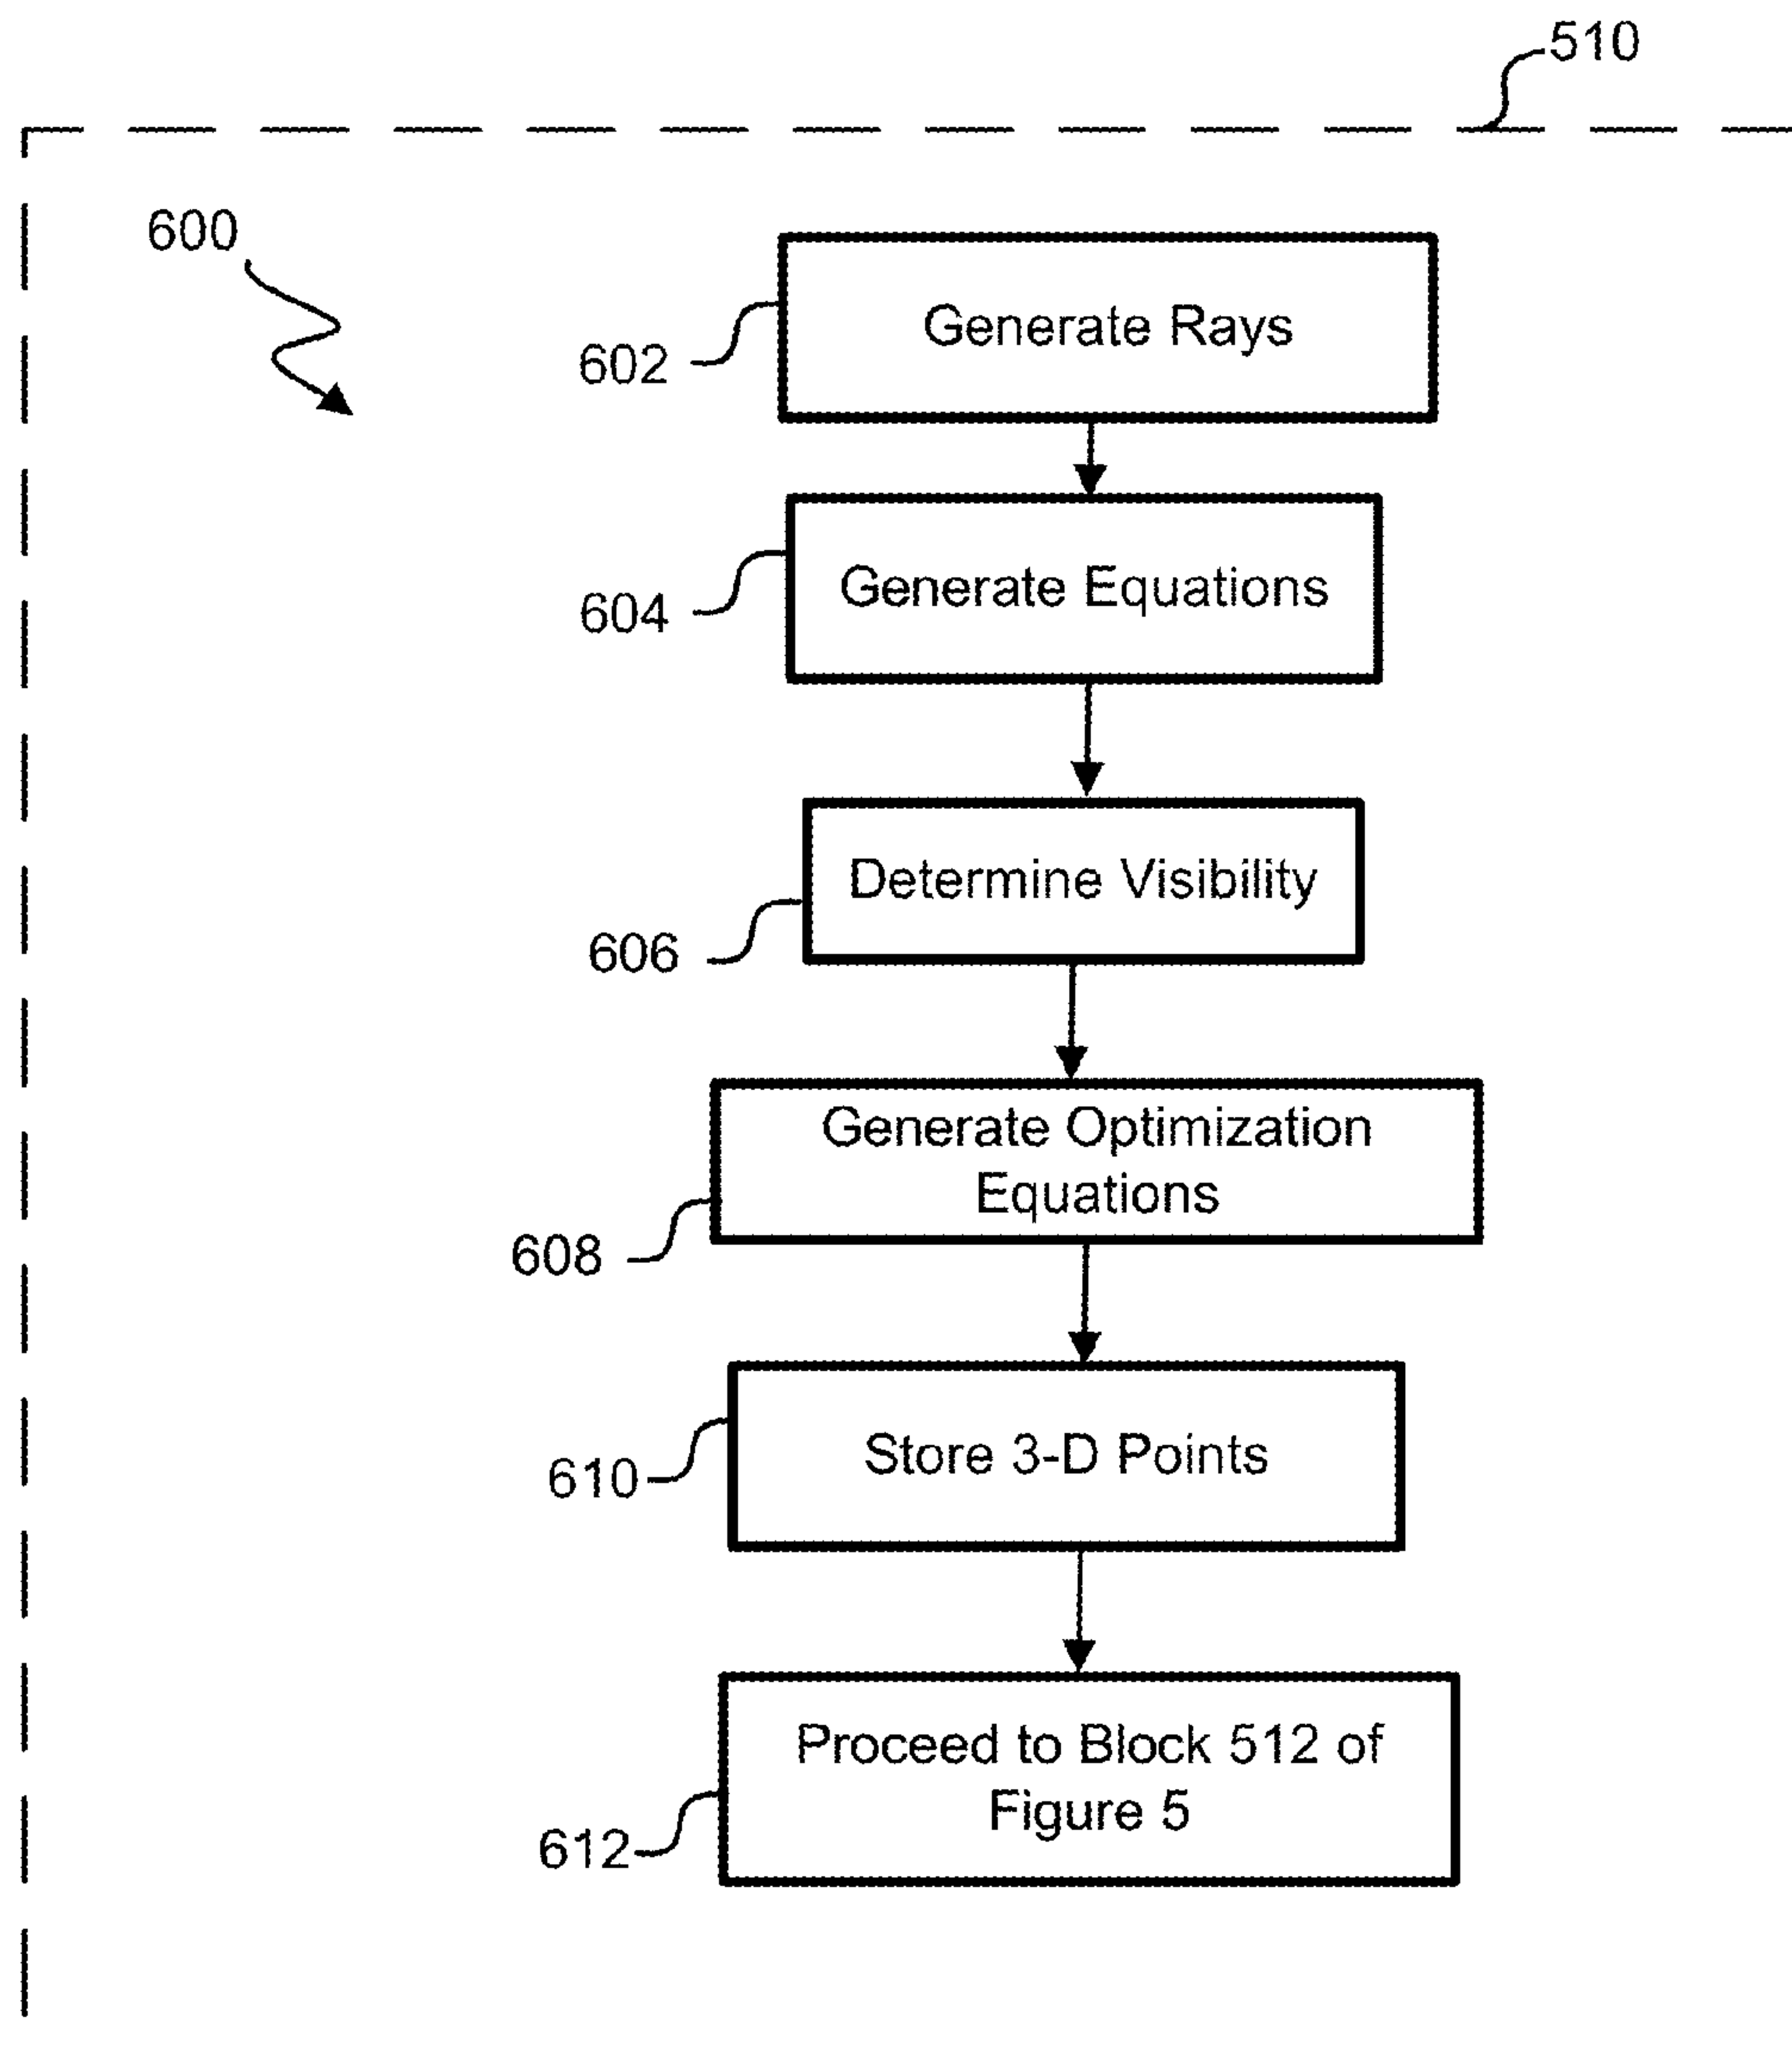 510
600
Generate Rays
602
Generate Equations
604
Determine Visibility
606
Generate Optimization
Equations
608
Store 3-D Points
610
Proceed to Block 512 of
Figure 5
612